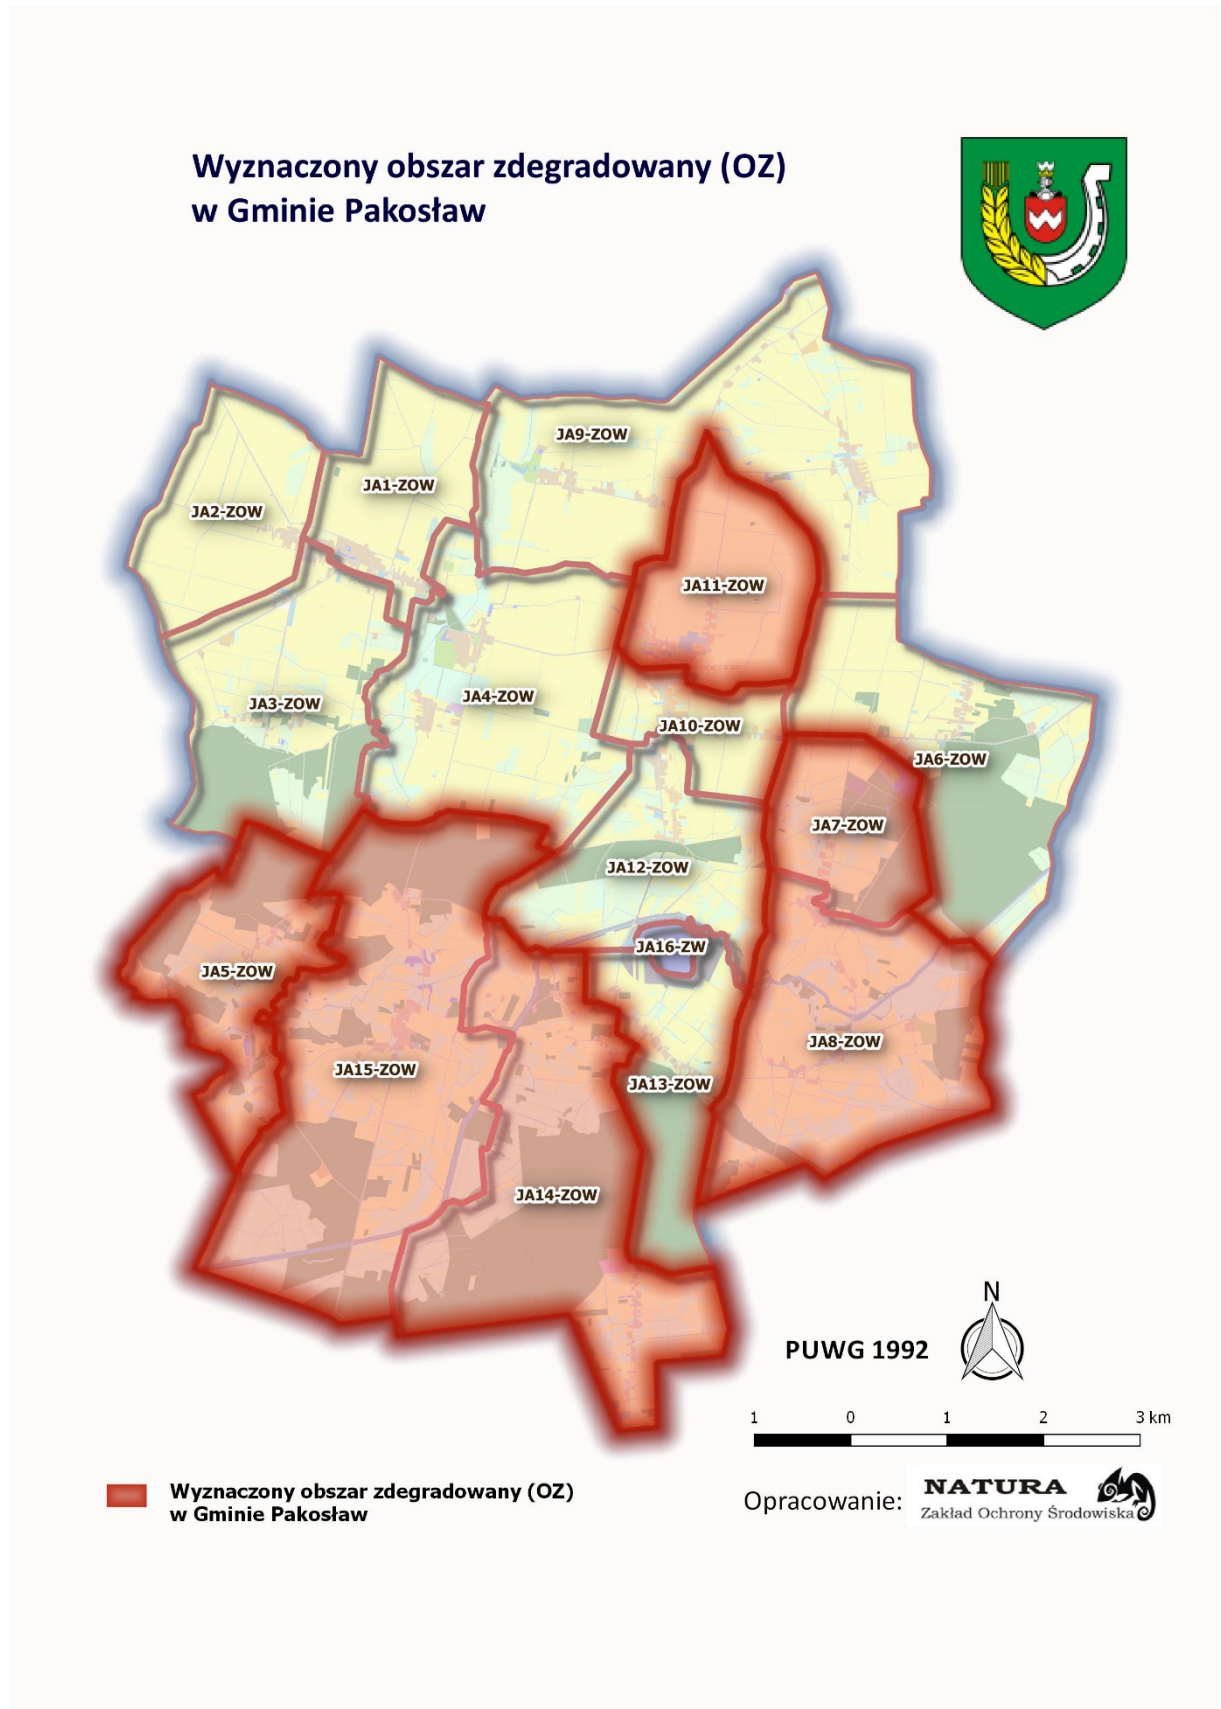 Wyznaczony obszar zdegradowany (OZ)
w Gminie Pakosław
JA9-ZOW
JA1-ZOW
JA2-ZOW
JA11-ZOW
JA4-ZOW
JA3-ZOW
JA10-ZOW
JA6-ZOW
JA7-ZOW
JA12-ZOW
JA16-ZW
JA5-ZOW
JA8-ZOW
JA15-ZOW
JA13-ZOW
JA14-ZOW
N
PUWG 1992
1 0 1 2 3 km
Wyznaczony obszar zdegradowany (OZ)
w Gminie Pakosław
Opracowanie:
NATURA
Zakład Ochrony Środowiska